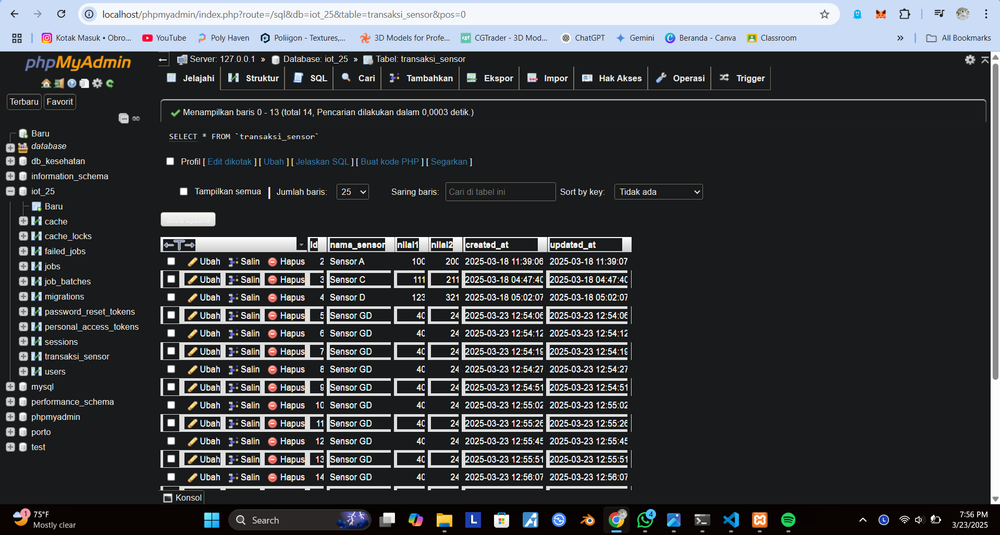 localhost/phpmyadmin/index.php?route=/sql&db=iot_25&table=transaksi_sensor&pos=0
Kotak Masuk • Obro... YouTube Poly Haven Poliigon - Textures,... 3D Models for Profe... CGTrader - 3D Mod... ChatGPT Gemini Beranda - Canva Classroom » All Bookmarks
phpMyAdmin
Terbaru Favorit
Baru
database
db_kesehatan
information_schema
iot_25
Baru
cache
cache_locks
failed_jobs
jobs
job_batches
migrations
password_reset_tokens
personal_access_tokens
sessions
transaksi_sensor
users
mysql
performance_schema
phpmyadmin
porto
test
Server: 127.0.0.1 » Database: iot_25 » Tabel: transaksi_sensor
Jelajahi Struktur SQL Cari Tambahkan Ekspor Impor Hak Akses Operasi Trigger
Menampilkan baris 0 - 13 (total 14, Pencarian dilakukan dalam 0,0003 detik.)
SELECT * FROM `transaksi_sensor`
Profil [ Edit dikotak ] [ Ubah ] [ Jelaskan SQL ] [ Buat kode PHP ] [ Segarkan ]
Tampilkan semua | Jumlah baris: 25 Saring baris: Cari di tabel ini Sort by key: Tidak ada
Extra options
←T→ id nama_sensor nilai1 nilai2 created_at updated_at
Ubah Salin Hapus 2 Sensor A 100 200 2025-03-18 11:39:06 2025-03-18 11:39:07
Ubah Salin Hapus 3 Sensor C 111 211 2025-03-18 04:47:40 2025-03-18 04:47:40
Ubah Salin Hapus 4 Sensor D 123 321 2025-03-18 05:02:07 2025-03-18 05:02:07
Ubah Salin Hapus 5 Sensor GD 40 24 2025-03-23 12:54:06 2025-03-23 12:54:06
Ubah Salin Hapus 6 Sensor GD 40 24 2025-03-23 12:54:12 2025-03-23 12:54:12
Ubah Salin Hapus 7 Sensor GD 40 24 2025-03-23 12:54:19 2025-03-23 12:54:19
Ubah Salin Hapus 8 Sensor GD 40 24 2025-03-23 12:54:27 2025-03-23 12:54:27
Ubah Salin Hapus 9 Sensor GD 40 24 2025-03-23 12:54:51 2025-03-23 12:54:51
Ubah Salin Hapus 10 Sensor GD 40 24 2025-03-23 12:55:02 2025-03-23 12:55:02
Ubah Salin Hapus 11 Sensor GD 40 24 2025-03-23 12:55:26 2025-03-23 12:55:26
Ubah Salin Hapus 12 Sensor GD 40 24 2025-03-23 12:55:45 2025-03-23 12:55:45
Ubah Salin Hapus 13 Sensor GD 40 24 2025-03-23 12:55:51 2025-03-23 12:55:51
Ubah Salin Hapus 14 Sensor GD 40 24 2025-03-23 12:56:07 2025-03-23 12:56:07
Konsol
1 75°F
Mostly clear
Search
L
4
L
7:56 PM
3/23/2025